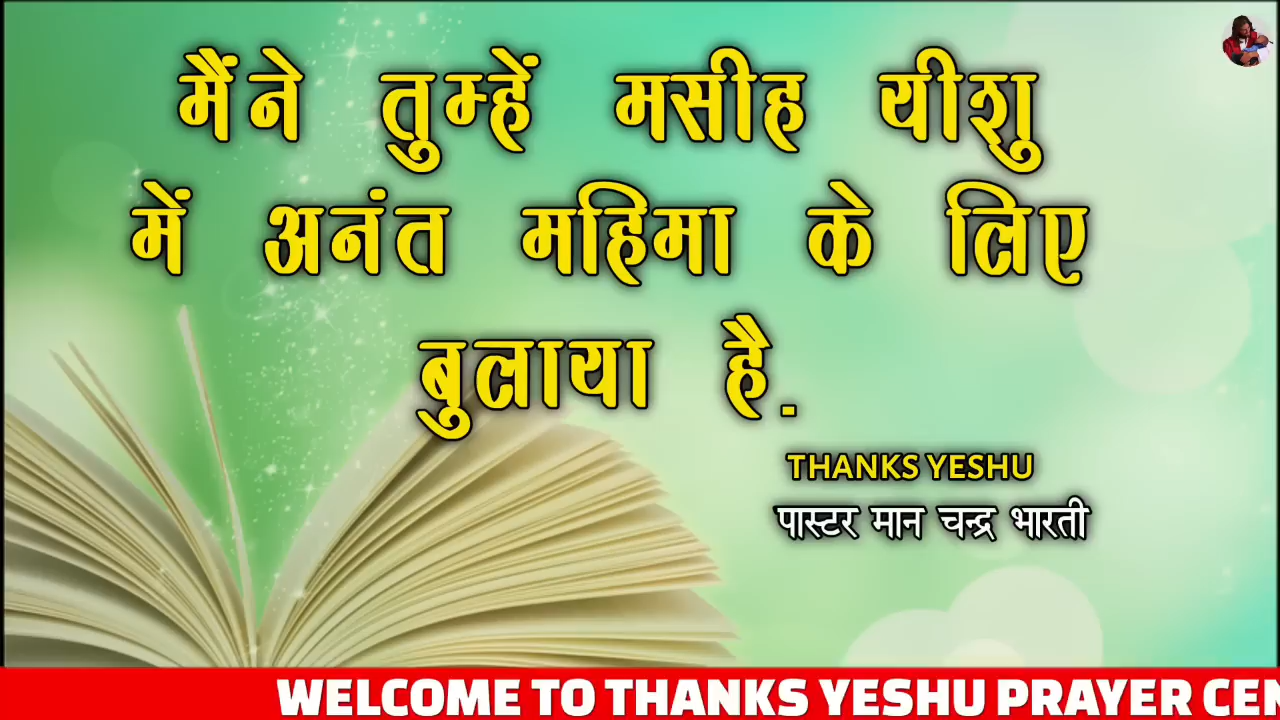 मैंने तुम्हें मसीह यीशु
में अनंत महिमा के लिए
बुलाया है.
THANKS YESHU
पास्टर मान चन्द्र भारती
WELCOME TO THANKS YESHU PRAYER CEN